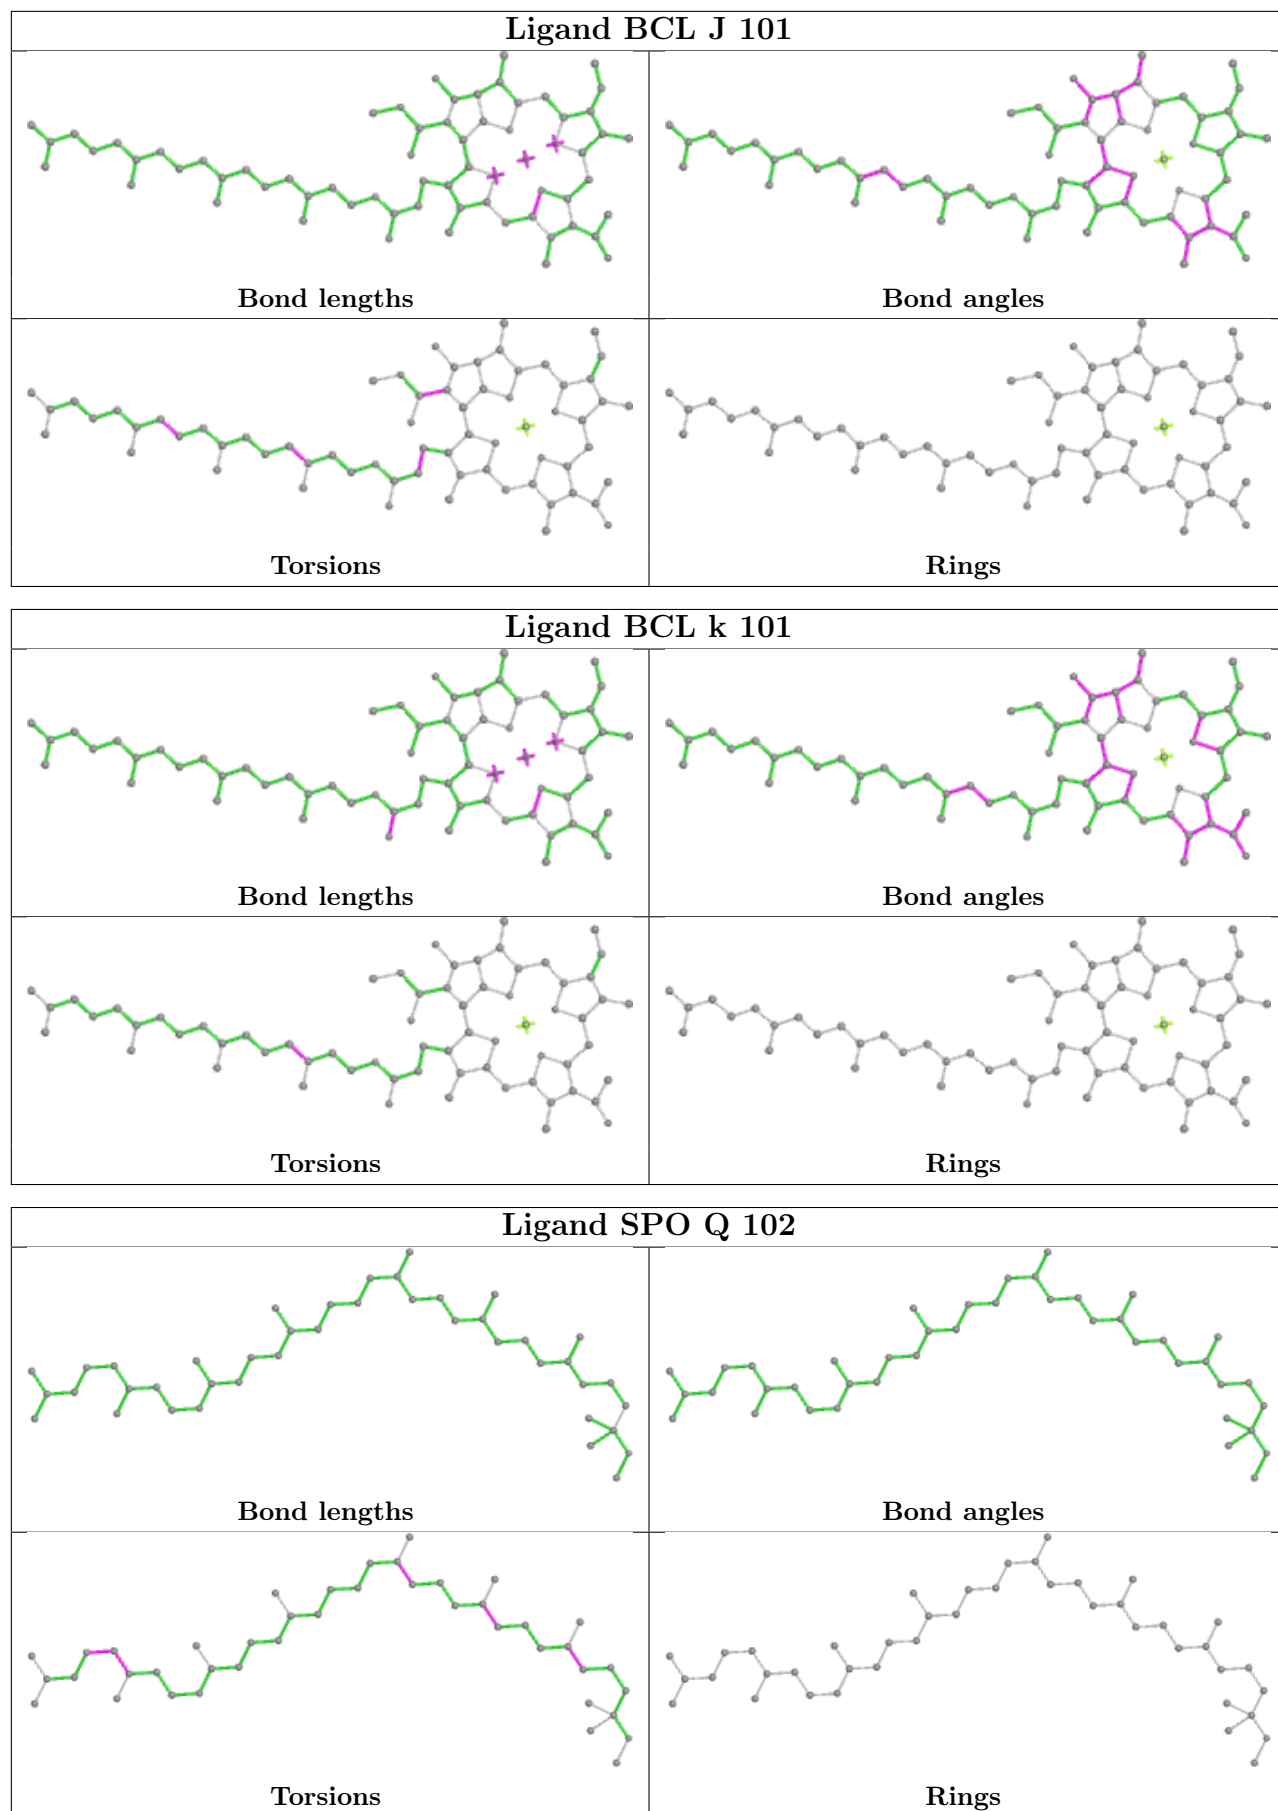 Ligand BCL J 101
Bond lengths
Bond angles
Torsions
Rings
Ligand BCL k 101
Bond lengths
Bond angles
Torsions
Rings
Ligand SPO Q 102
Bond lengths
Bond angles
Torsions
Rings